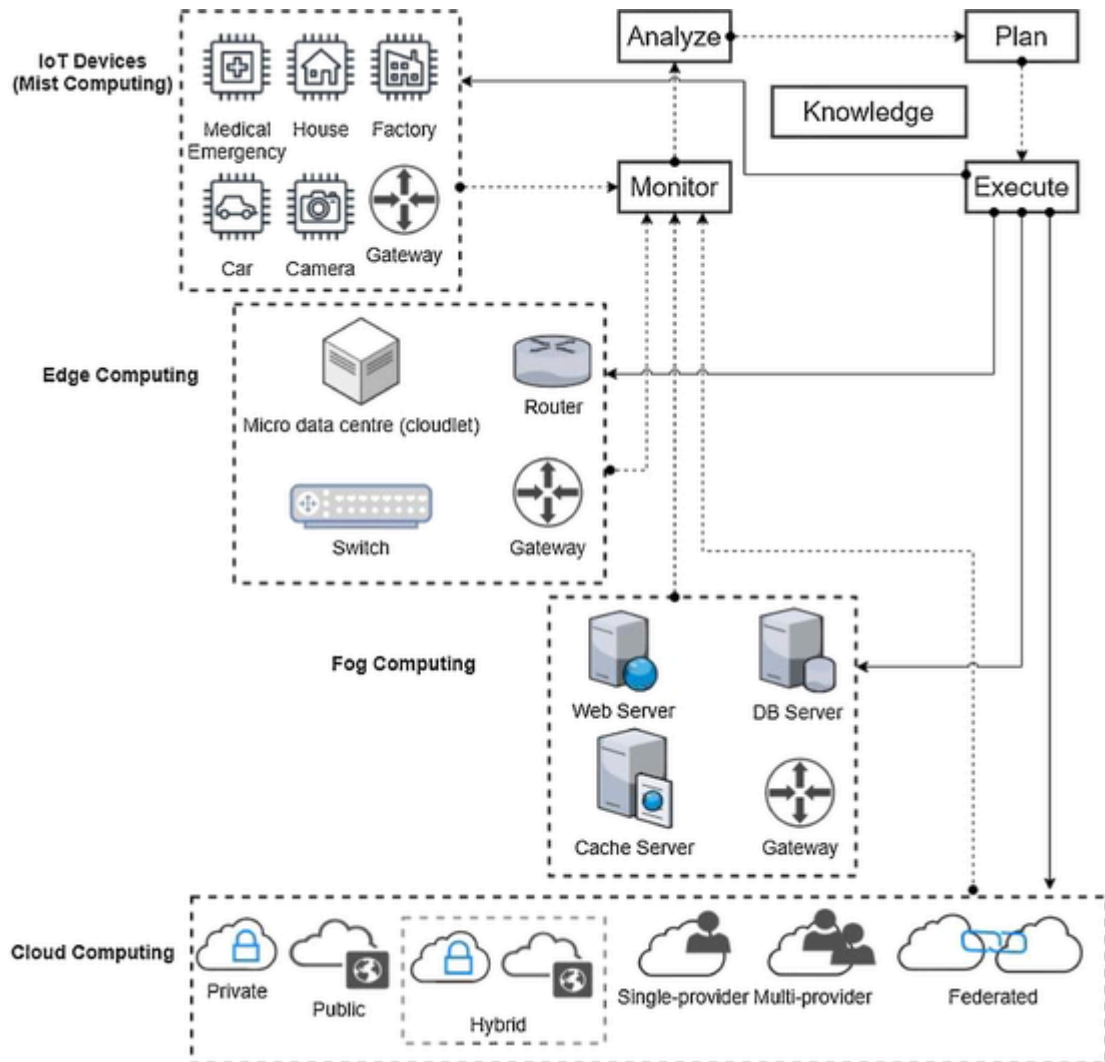 IoT Devices
(Mist Computing)
Medical
Emergency
House
Factory
Car
Camera
Gateway
Analyze
Plan
Knowledge
Monitor
Execute
Edge Computing
Micro data centre (cloudlet)
Router
Switch
Gateway
Fog Computing
Web Server
DB Server
Cache Server
Gateway
Cloud Computing
Private
Public
Hybrid
Single-provider
Multi-provider
Federated